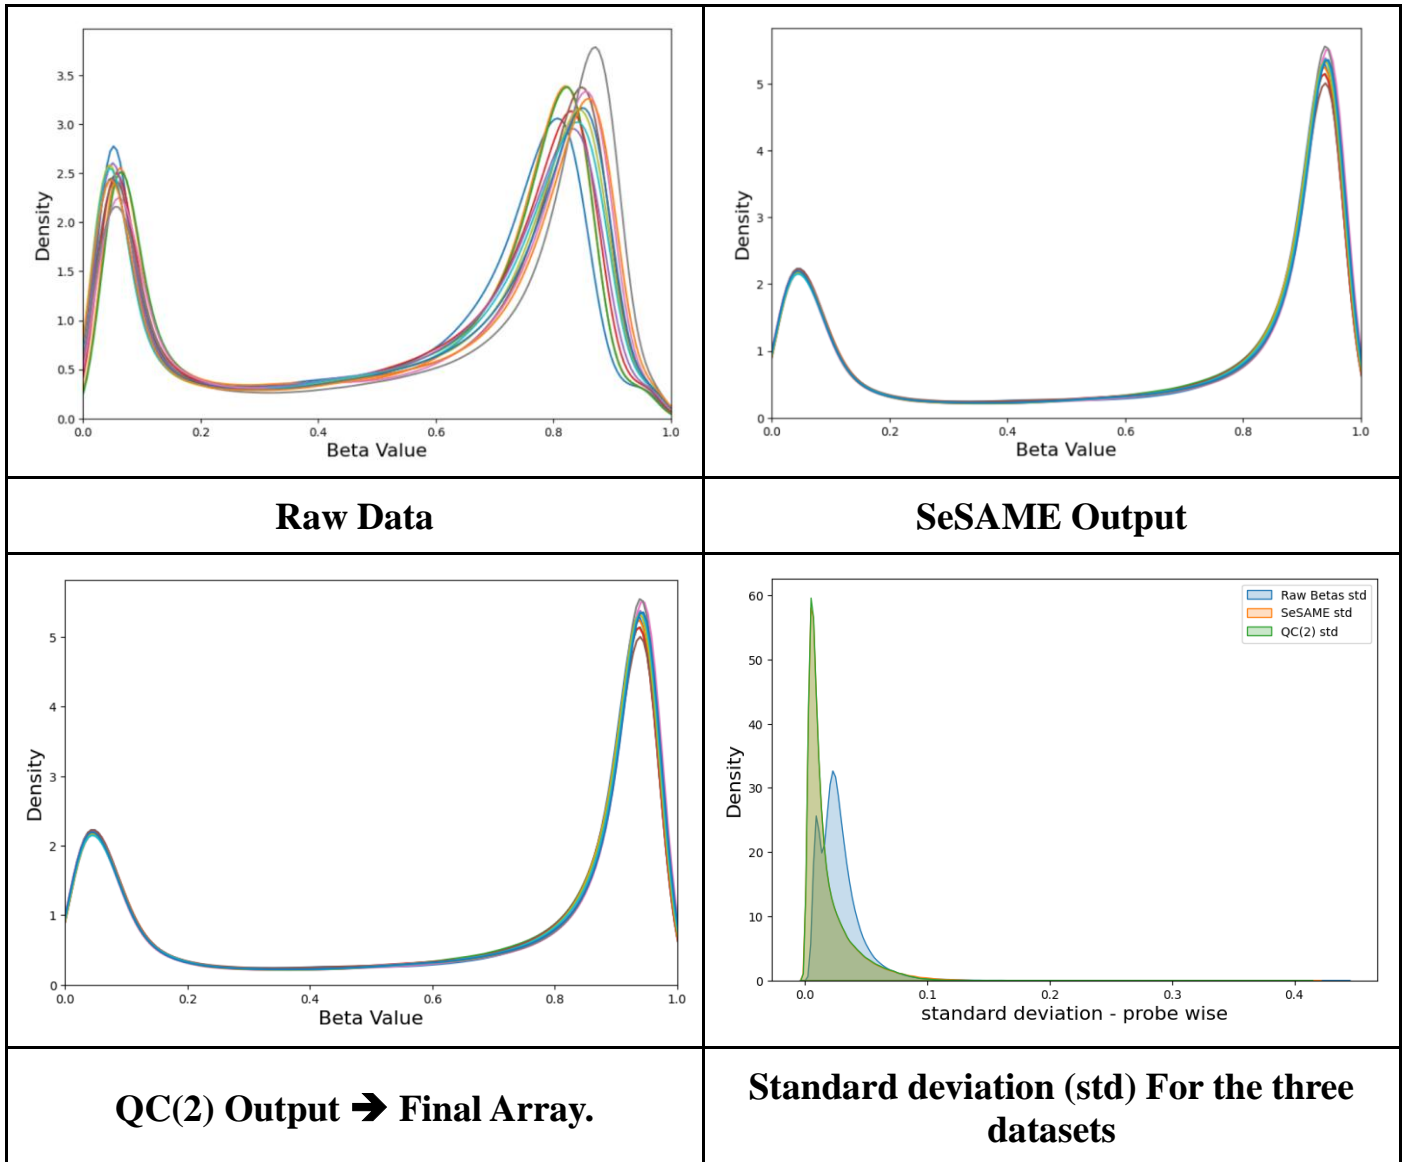 3.5
3.0
2.5
2.0
1.5
1.0
0.5
0.0
Density
0.0 0.2 0.4 0.6 0.8 1.0
Beta Value
5
4
3
2
1
0
Density
0.0 0.2 0.4 0.6 0.8 1.0
Beta Value
Raw Data
SeSAME Output
5
4
3
2
1
0
Density
0.0 0.2 0.4 0.6 0.8 1.0
Beta Value
60
50
40
30
20
10
0
Density
Raw Betas std
SeSAME std
QC(2) std
0.0 0.1 0.2 0.3 0.4
standard deviation - probe wise
QC(2) Output ➔ Final Array.
Standard deviation (std) For the three
datasets